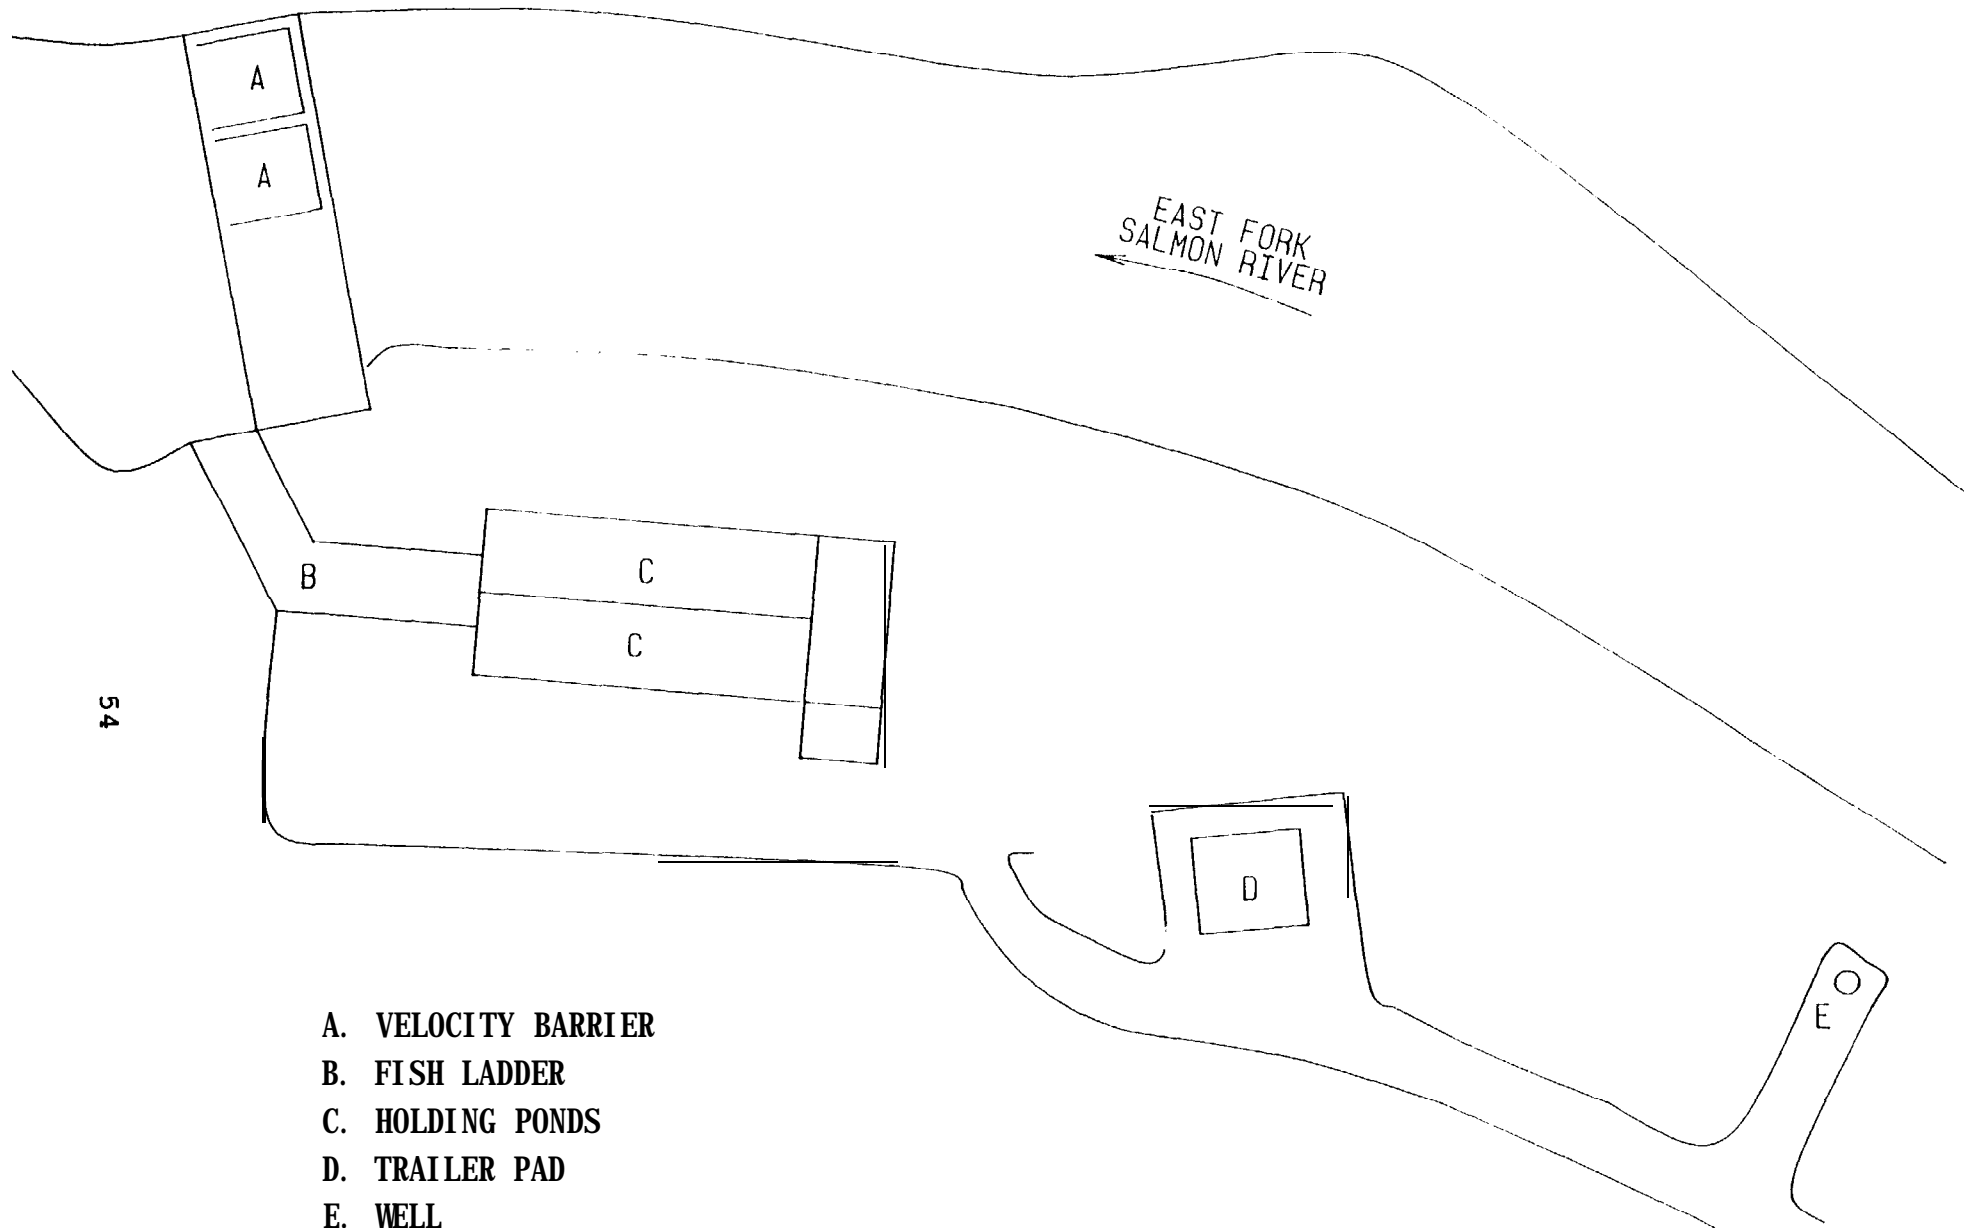 A
A
EAST FORK
SALMON RIVER
B
C
C
54
D
E
A. VELOCITY BARRIER
B. FISH LADDER
C. HOLDING PONDS
D. TRAILER PAD
E. WELL